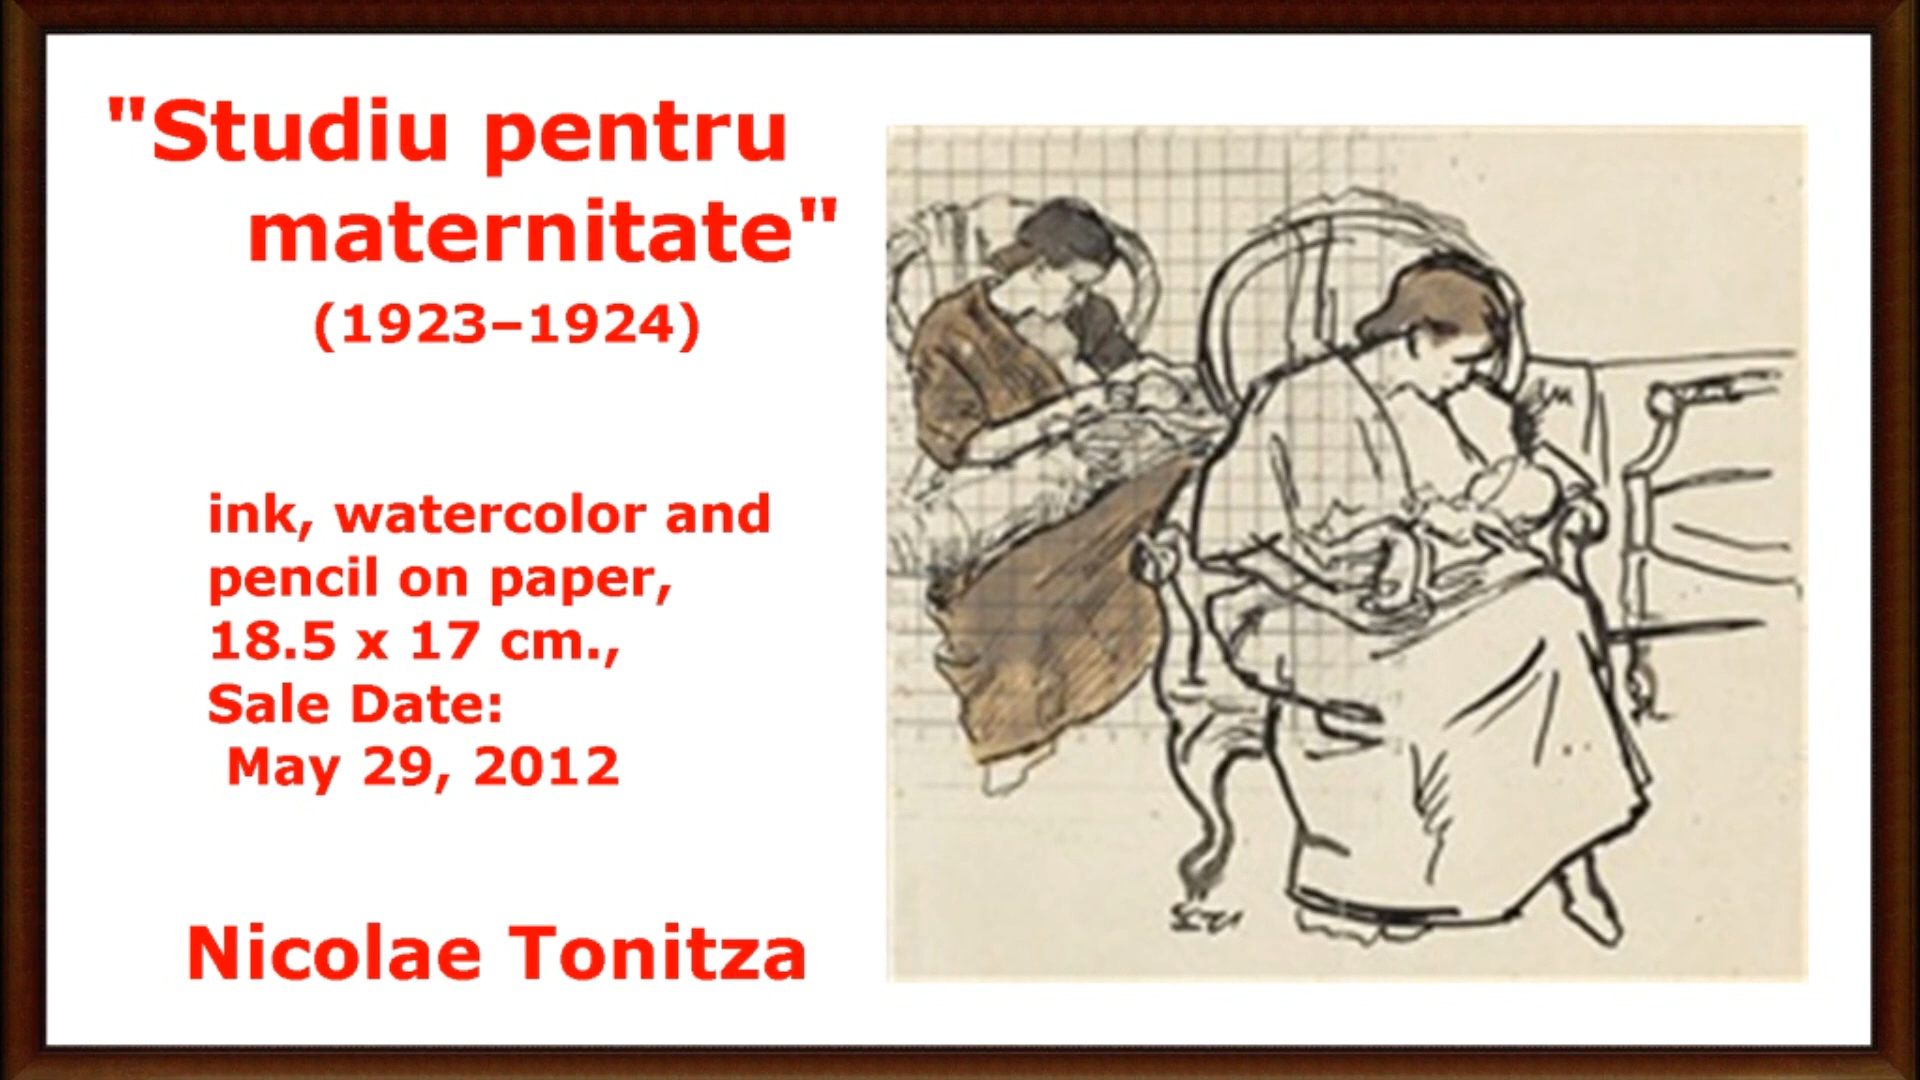 "Studiu pentru
maternitate"
(1923–1924)
ink, watercolor and
pencil on paper,
18.5 x 17 cm.,
Sale Date:
May 29, 2012
Nicolae Tonitza